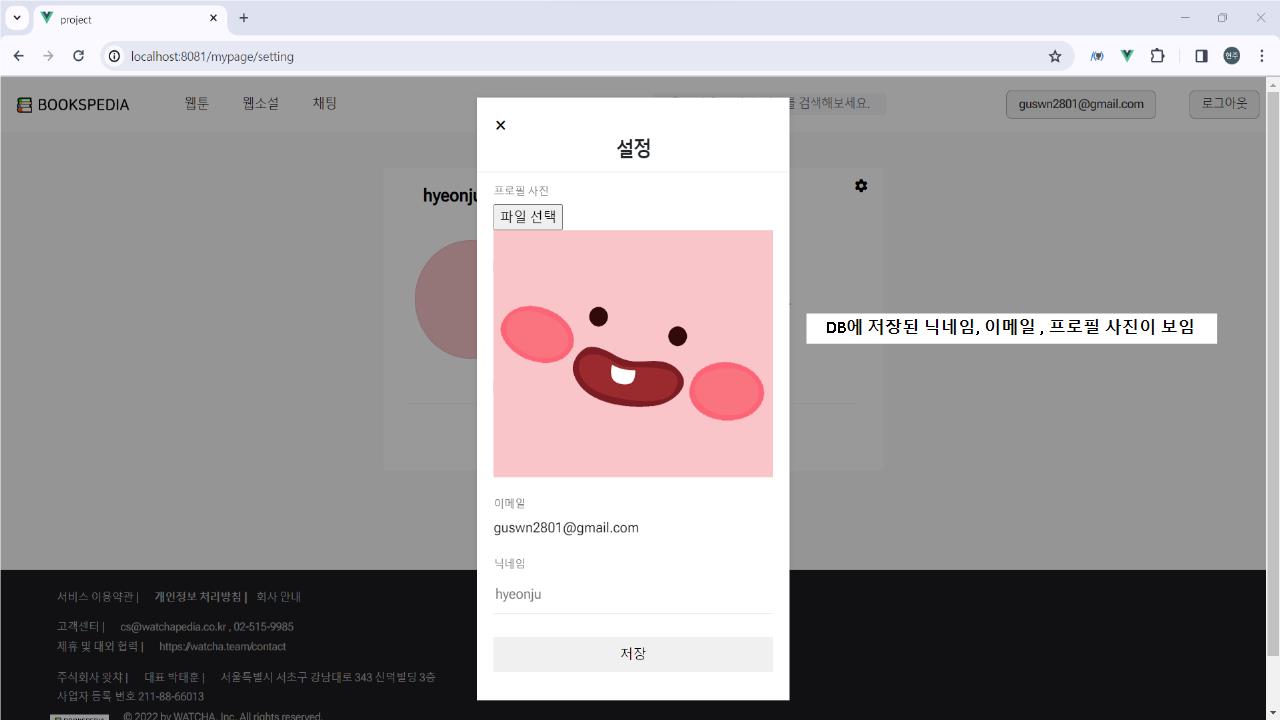 project
localhost:8081/mypage/setting
현주
BOOKSPEDIA 웹툰 웹소설 채팅 를 검색해보세요. guswn2801@gmail.com 로그아웃
설정
hyeonju
프로필 사진
파일 선택
DB에 저장된 닉네임, 이메일 , 프로필 사진이 보임
이메일
guswn2801@gmail.com
닉네임
hyeonju
저장
서비스 이용약관 | 개인정보 처리방침 | 회사 안내
고객센터 | cs@watchapedia.co.kr , 02-515-9985
제휴 및 대외 협력 | https://watcha.team/contact
주식회사 왓챠 | 대표 박태훈 | 서울특별시 서초구 강남대로 343 신덕빌딩 3층
사업자 등록 번호 211-88-66013
BOOKSPEDIA © 2022 by WATCHA, Inc. All rights reserved.